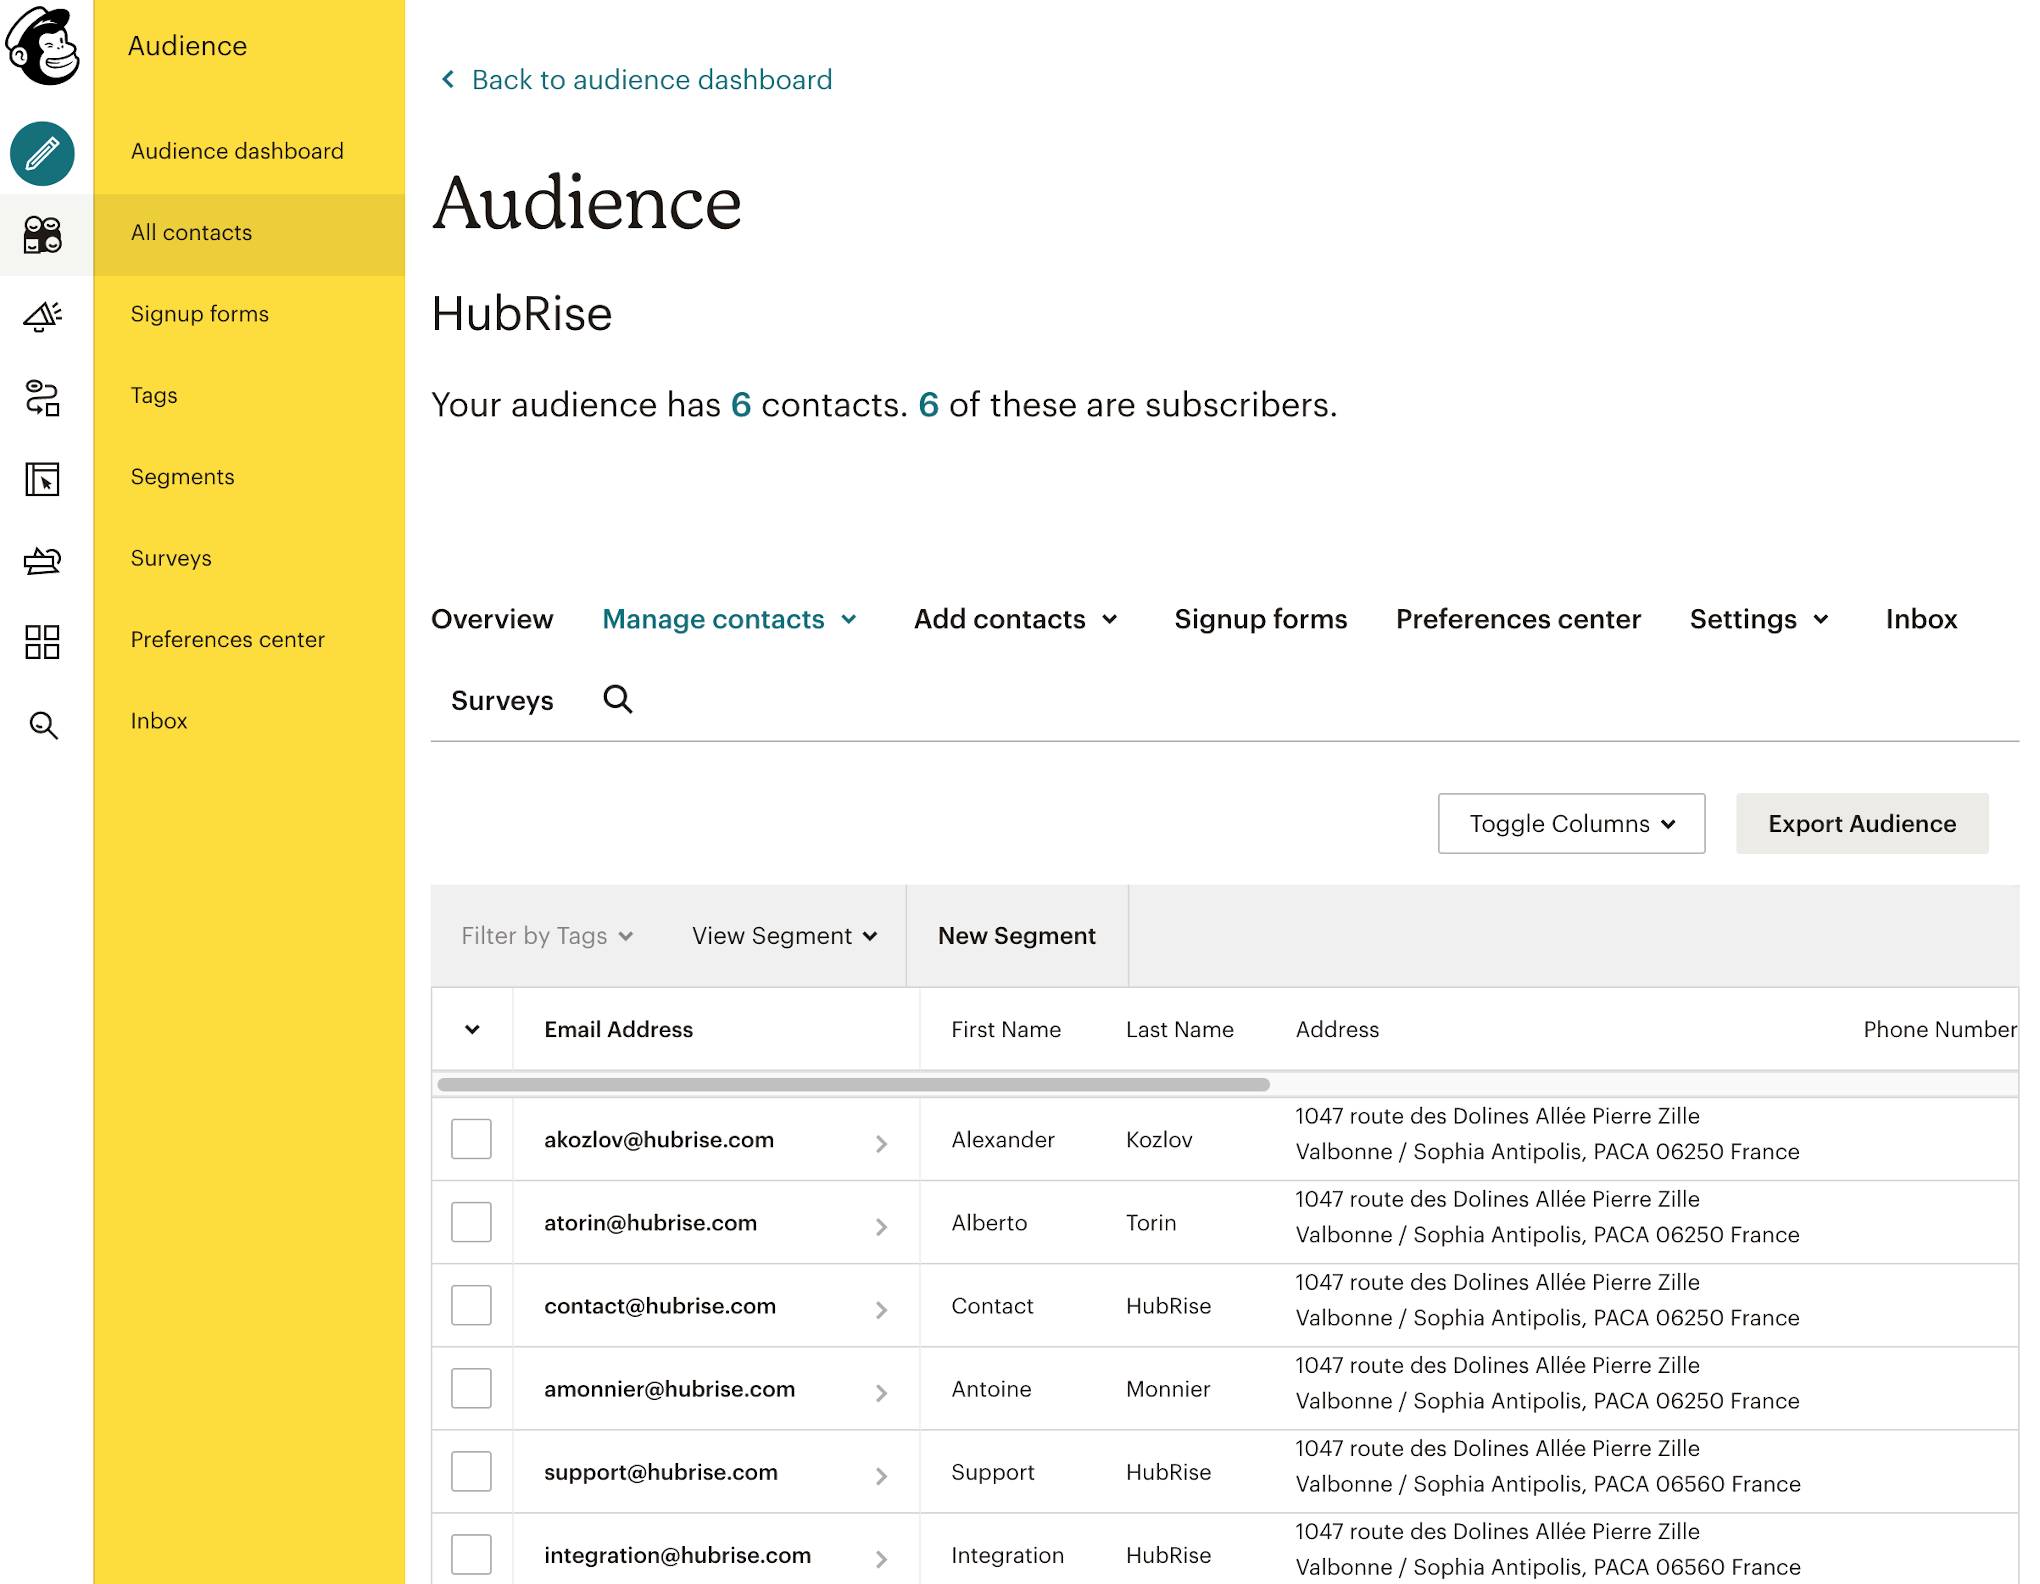 Audience
Audience dashboard
All contacts
Signup forms
Tags
Segments
Surveys
Preferences center
Inbox
Back to audience dashboard
Audience
HubRise
Your audience has 6 contacts. 6 of these are subscribers.
Overview Manage contacts Add contacts Signup forms Preferences center Settings Inbox
Surveys
Toggle Columns Export Audience
Filter by Tags View Segment New Segment
Email Address First Name Last Name Address Phone Number
akozlov@hubrise.com Alexander Kozlov 1047 route des Dolines Allée Pierre Zille
Valbonne / Sophia Antipolis, PACA 06250 France
atorin@hubrise.com Alberto Torin 1047 route des Dolines Allée Pierre Zille
Valbonne / Sophia Antipolis, PACA 06250 France
contact@hubrise.com Contact HubRise 1047 route des Dolines Allée Pierre Zille
Valbonne / Sophia Antipolis, PACA 06250 France
amonnier@hubrise.com Antoine Monnier 1047 route des Dolines Allée Pierre Zille
Valbonne / Sophia Antipolis, PACA 06250 France
support@hubrise.com Support HubRise 1047 route des Dolines Allée Pierre Zille
Valbonne / Sophia Antipolis, PACA 06560 France
integration@hubrise.com Integration HubRise 1047 route des Dolines Allée Pierre Zille
Valbonne / Sophia Antipolis, PACA 06560 France